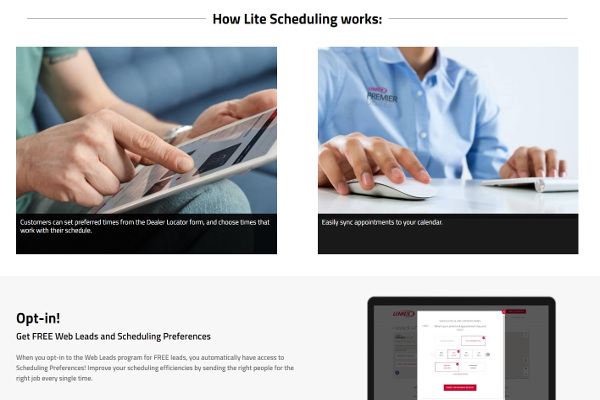 How Lite Scheduling works:
LENNOX
PREMIER
Customers can set preferred times from the Dealer Locator form, and choose times that
work with their schedule.
Easily sync appointments to your calendar.
Opt-in!
Get FREE Web Leads and Scheduling Preferences
When you opt-in to the Web Leads program for FREE leads, you automatically have access to
Scheduling Preferences! Improve your scheduling efficiencies by sending the right people for the
right job every single time.